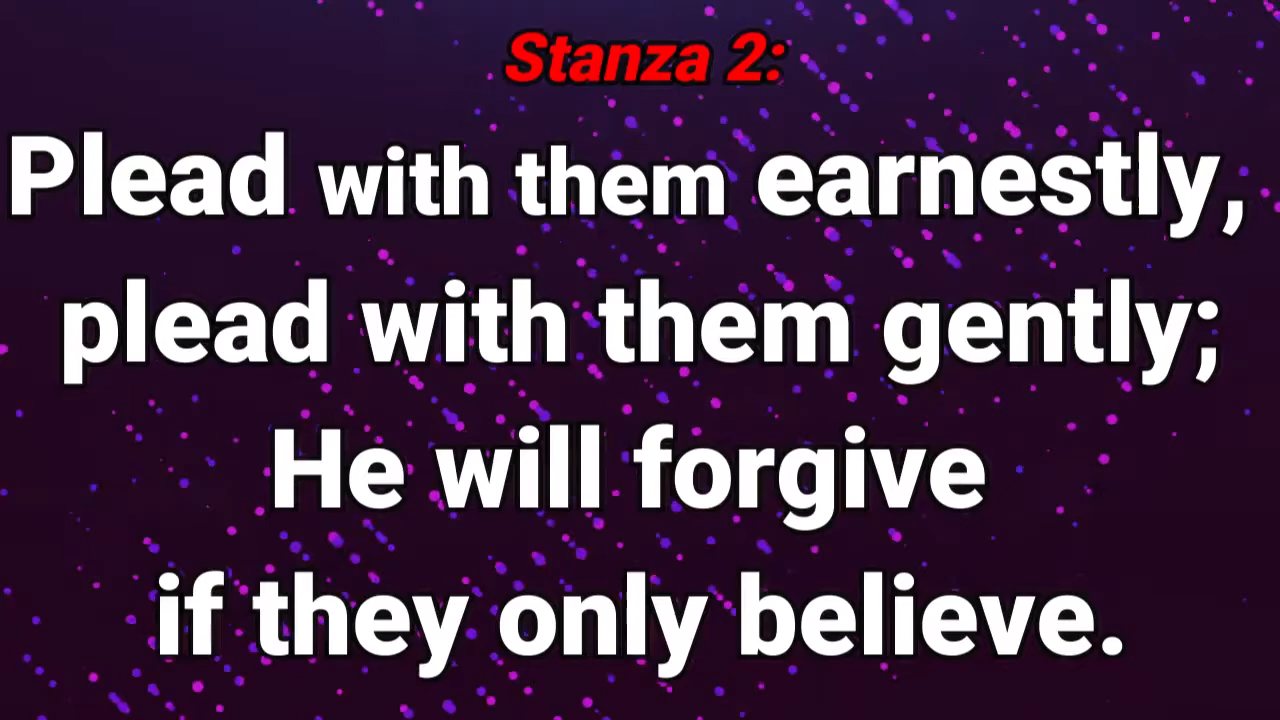 Stanza 2:
Plead with them earnestly,
plead with them gently;
He will forgive
if they only believe.